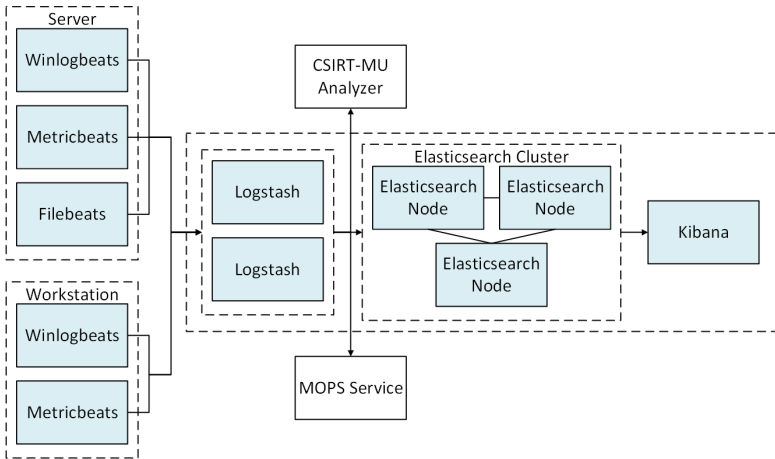 Server
Winlogbeats
Metricbeats
Filebeats
Workstation
Winlogbeats
Metricbeats
CSIRT-MU
Analyzer
Logstash
Logstash
MOPS Service
Elasticsearch Cluster
Elasticsearch
Node
Elasticsearch
Node
Elasticsearch
Node
Kibana